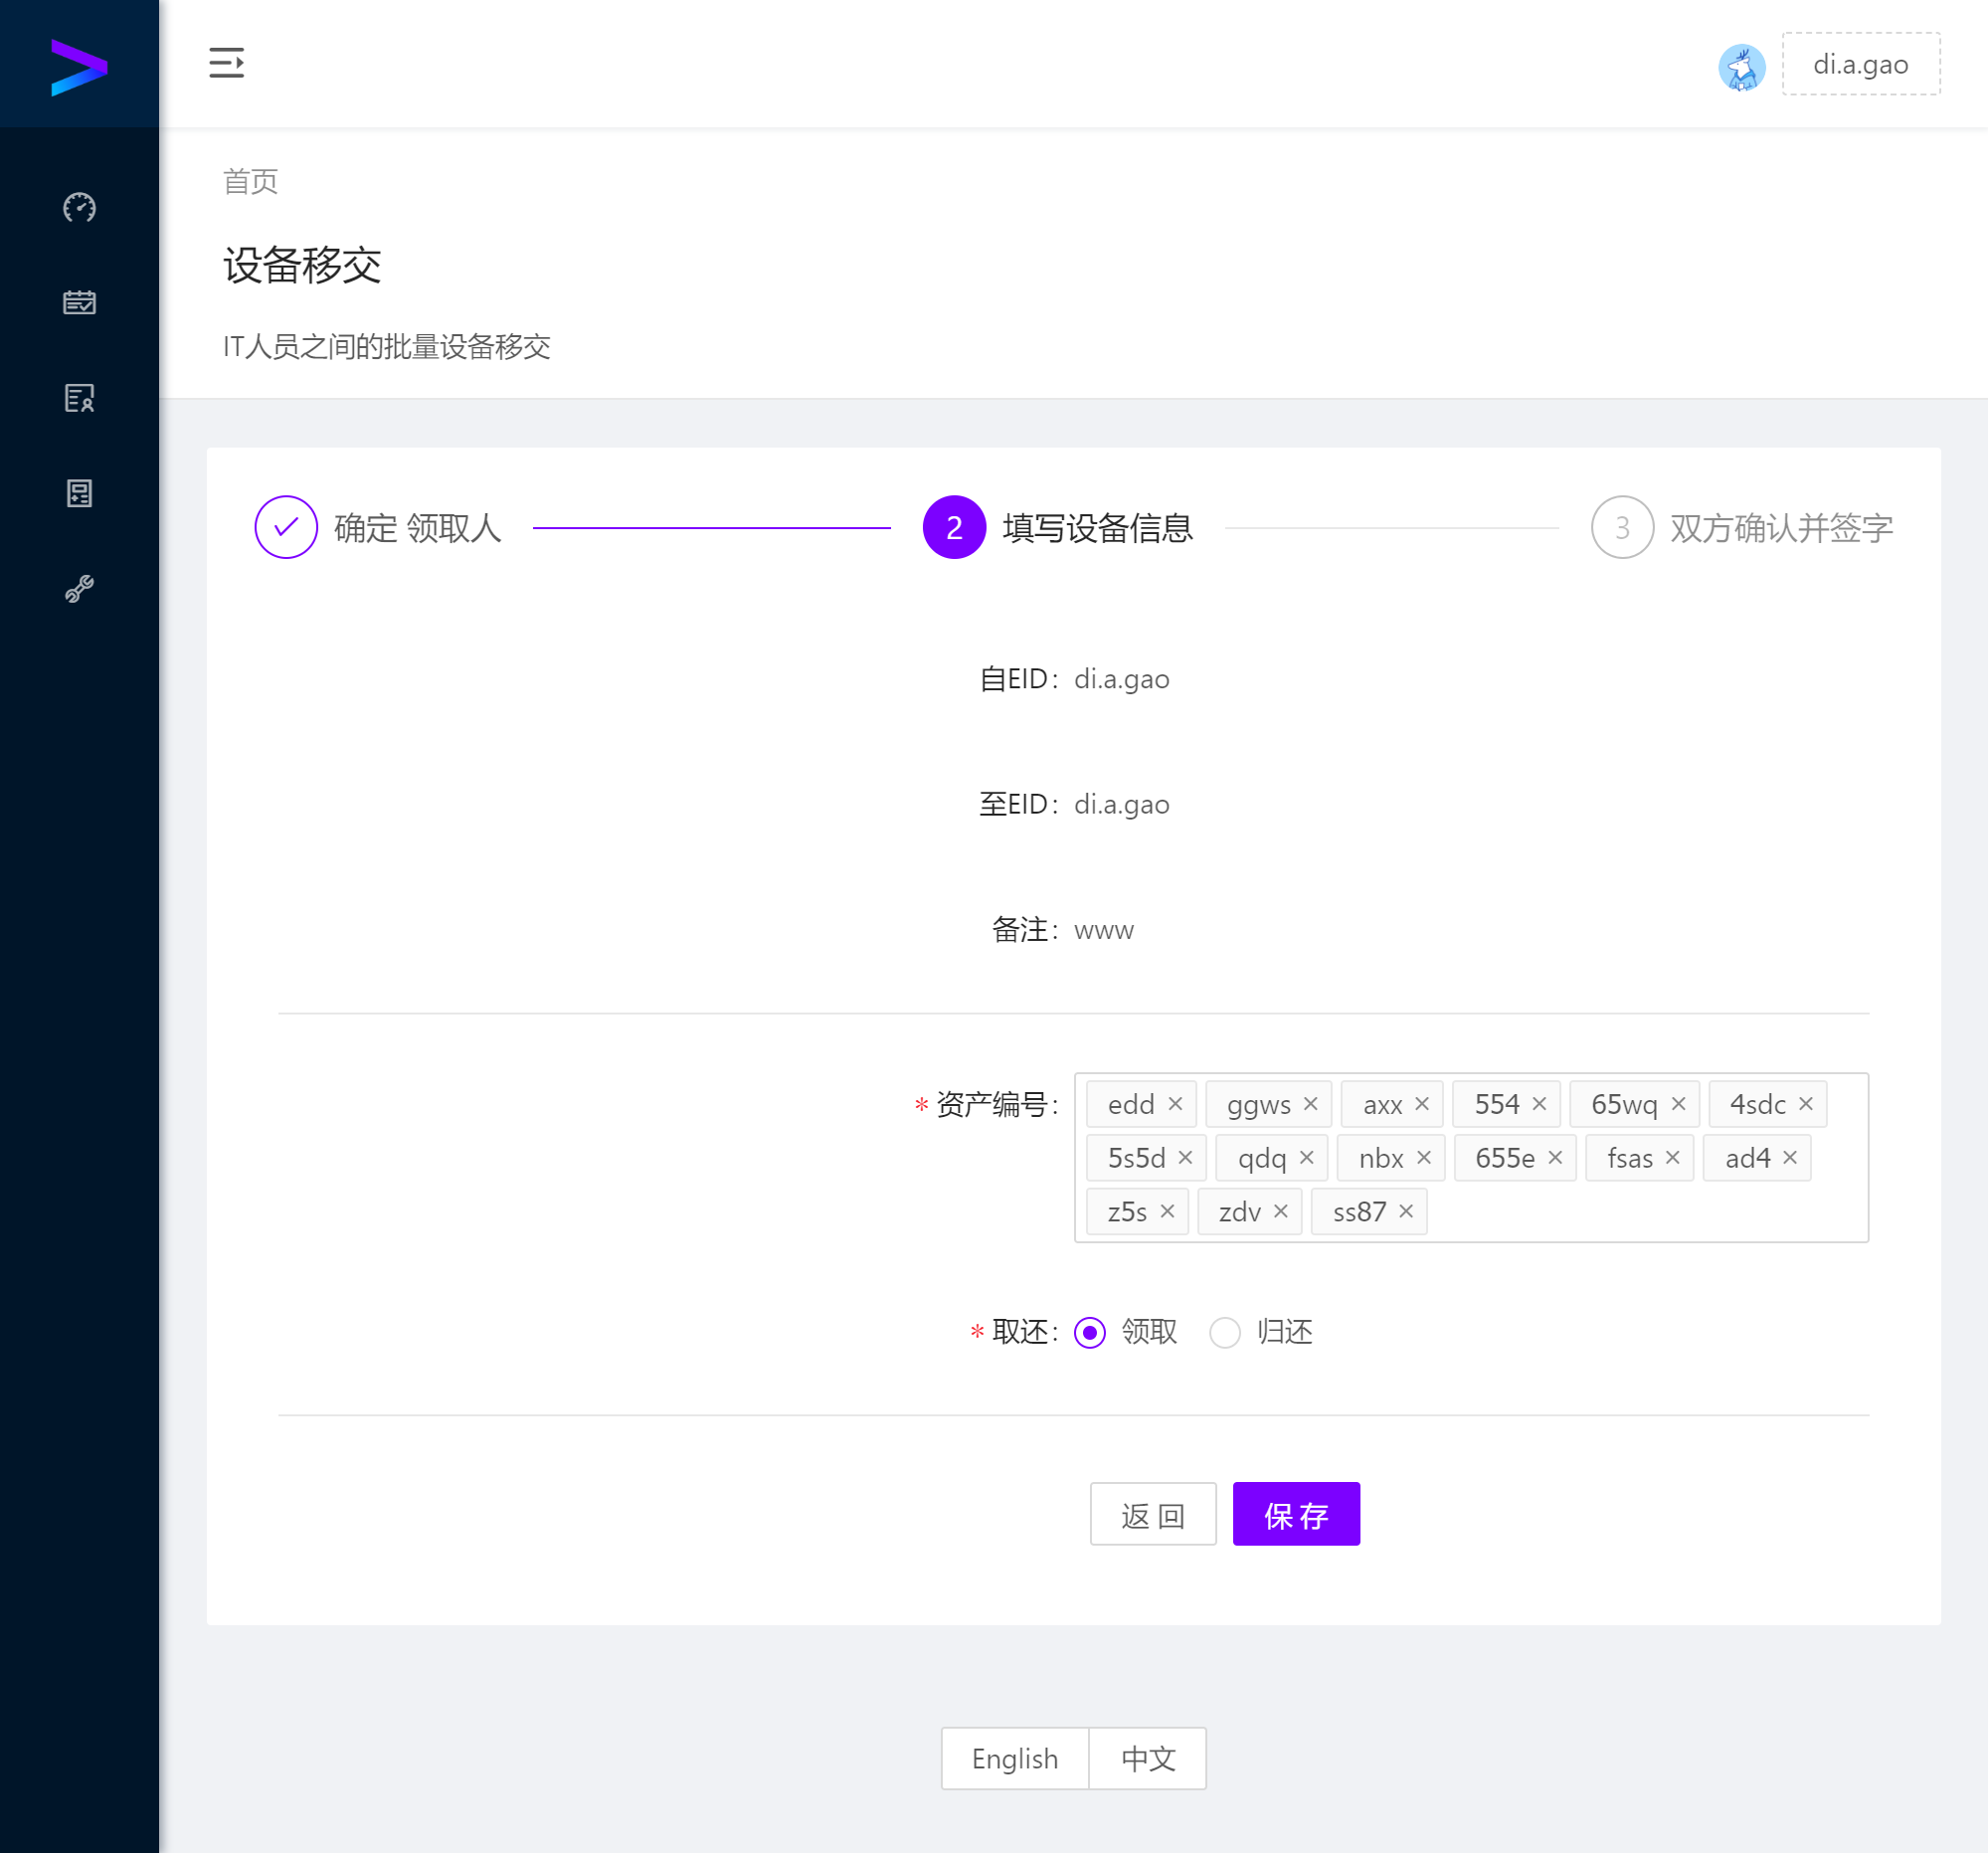 di.a.gao
首页
设备移交
IT人员之间的批量设备移交
确定 领取人 2 填写设备信息 3 双方确认并签字
自EID: di.a.gao
至EID: di.a.gao
备注: www
* 资产编号: edd × ggws × axx × 554 × 65wq × 4sdc ×
5s5d × qdq × nbx × 655e × fsas × ad4 ×
z5s × zdv × ss87 ×
* 取还: 领取 归还
返 回 保 存
English 中文